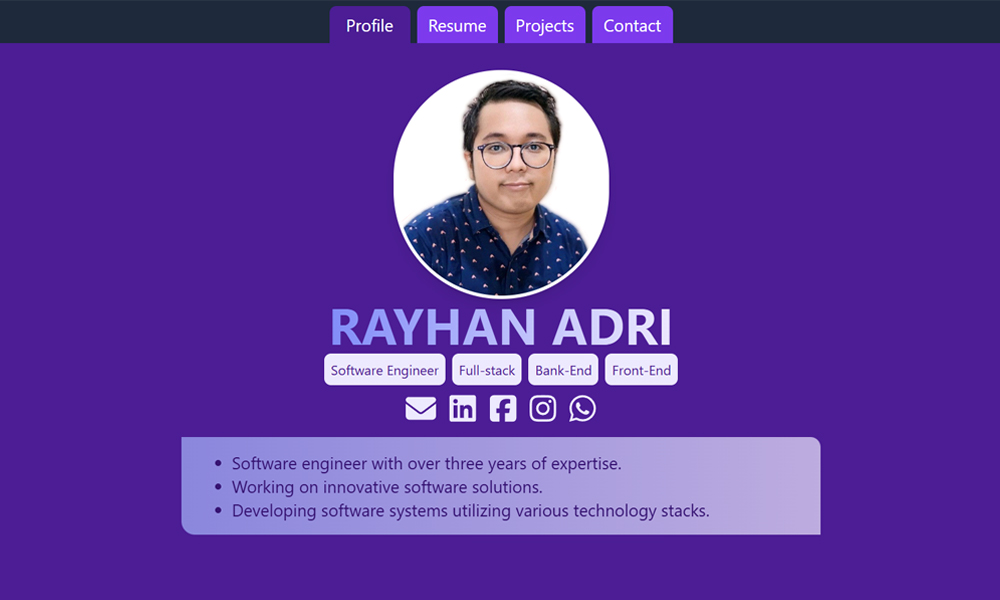 Profile Resume Projects Contact
RAYHAN ADRI
Software Engineer Full-stack Bank-End Front-End
in
• Software engineer with over three years of expertise.
• Working on innovative software solutions.
• Developing software systems utilizing various technology stacks.